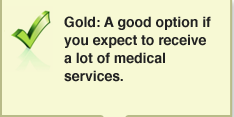 Gold: A good option if
you expect to receive
a lot of medical
services.